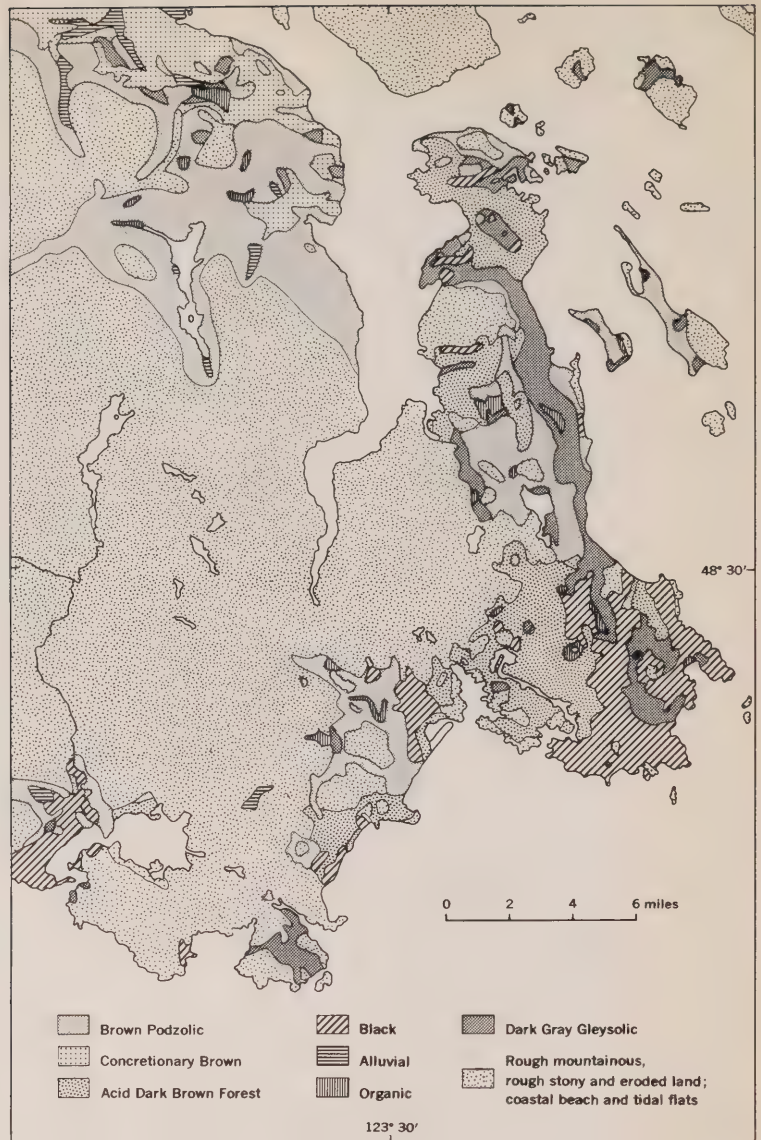 48° 30′
0 2 4 6 miles
Brown Podzolic
Concretionary Brown
Acid Dark Brown Forest
Black
Alluvial
Organic
Dark Gray Gleysolic
Rough mountainous,
rough stony and eroded land;
coastal beach and tidal flats
123° 30′